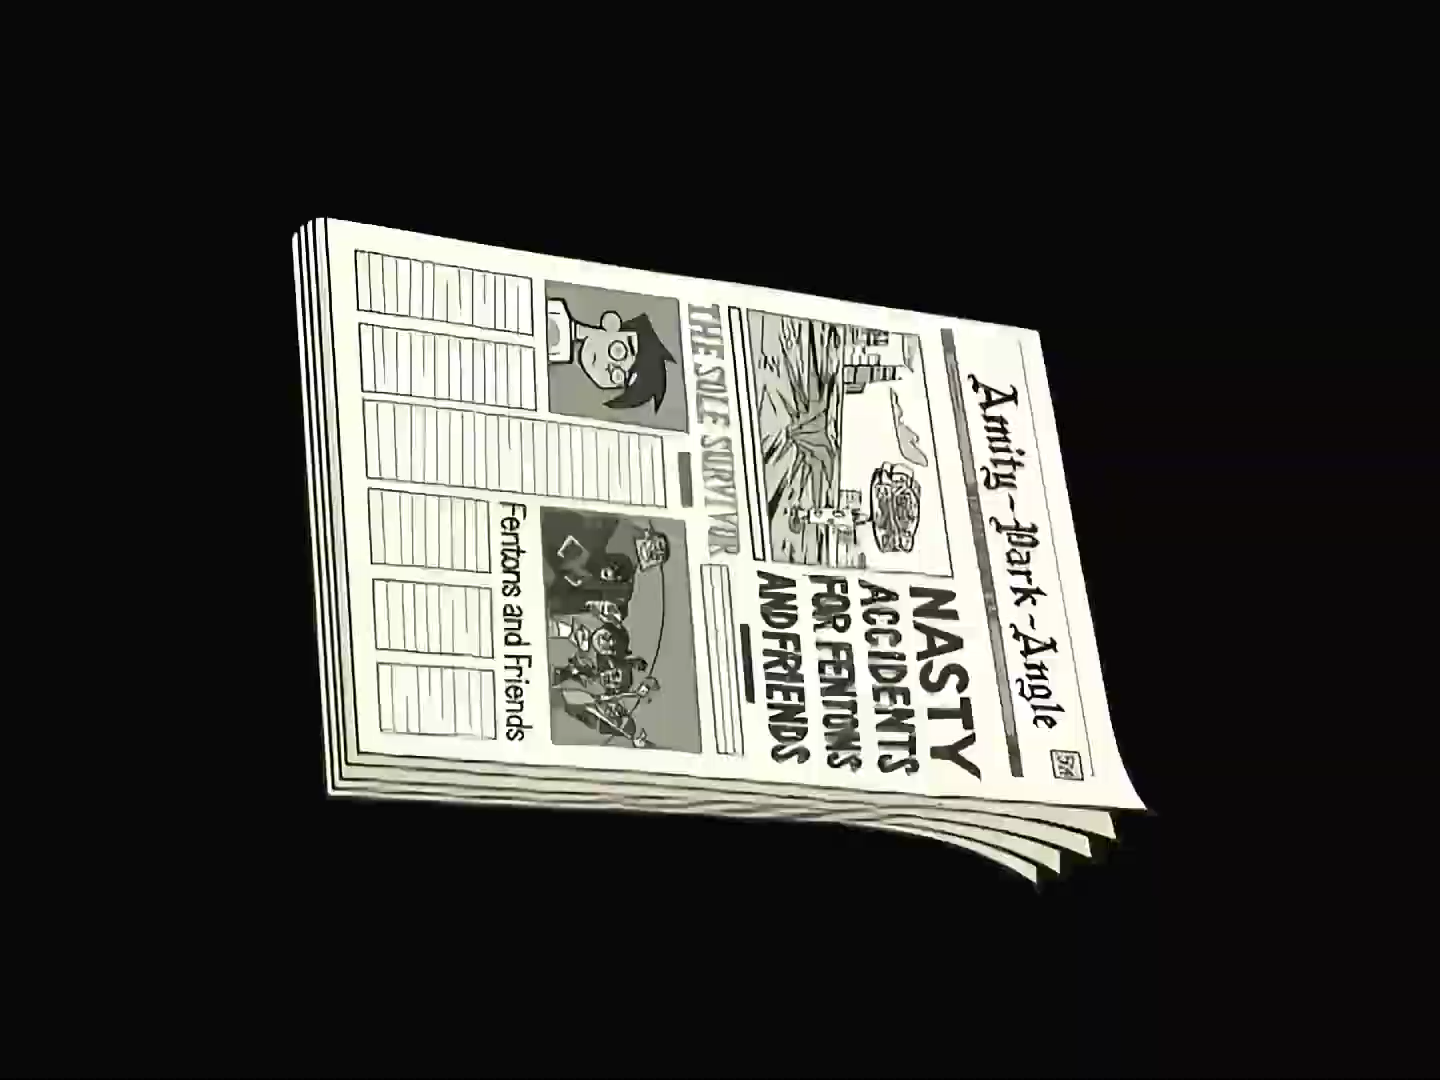 Amity-Park-Angle
NASTY
ACCIDENTS
FOR FENTONS
AND FRIENDS
THE SOLE SURVIVOR
Fentons and Friends